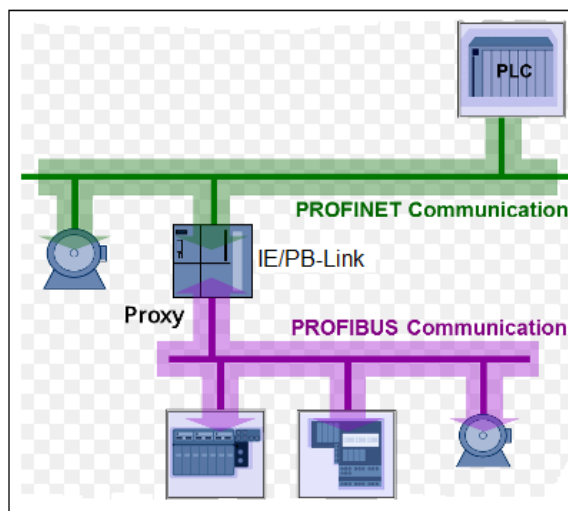 PLC
PROFINET Communication
IE/PB-Link
Proxy
PROFIBUS Communication